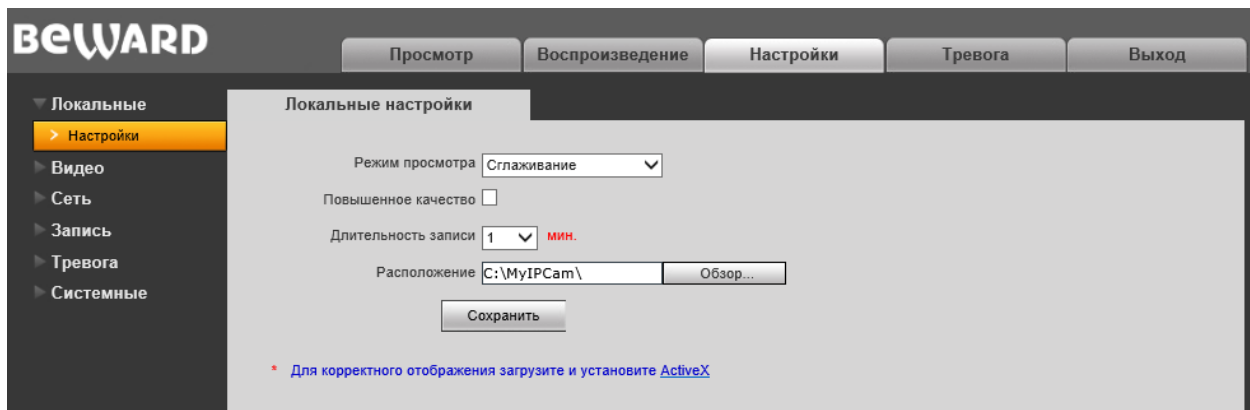 BEWARD
Просмотр Воспроизведение Настройки Тревога Выход
Локальные
Настройки
Видео
Сеть
Запись
Тревога
Системные
Локальные настройки
Режим просмотра Сглаживание
Повышенное качество
Длительность записи 1 мин.
Расположение C:\MyIPCam\ Обзор...
Сохранить
* Для корректного отображения загрузите и установите ActiveX